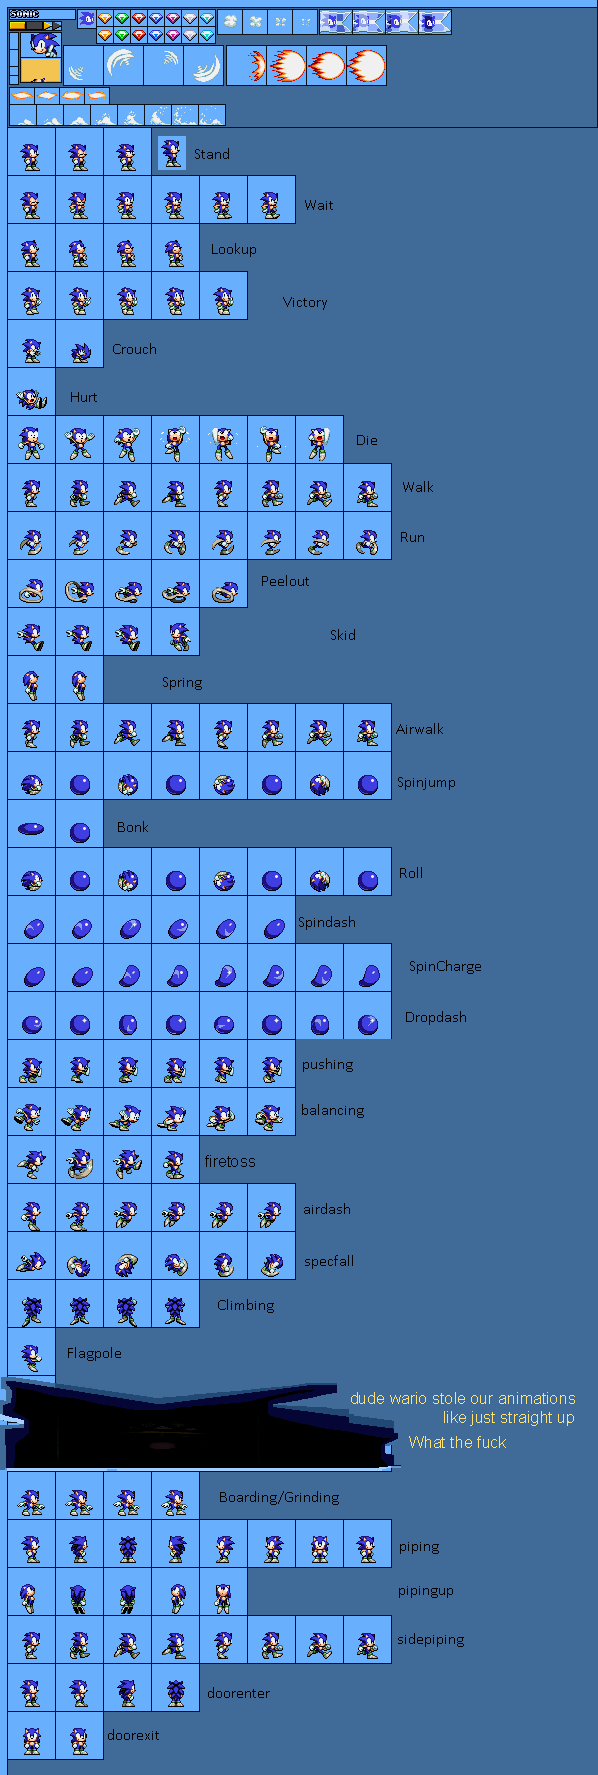 SONIC
Stand
Wait
Lookup
Victory
Crouch
Hurt
Die
Walk
Run
Peelout
Skid
Spring
Airwalk
Spinjump
Bonk
Roll
Spindash
SpinCharge
Dropdash
pushing
balancing
firetoss
airdash
specfall
Climbing
Flagpole
dude wario stole our animations
like just straight up
What the fuck
Boarding/Grinding
piping
pipingup
sidepiping
doorenter
doorexit